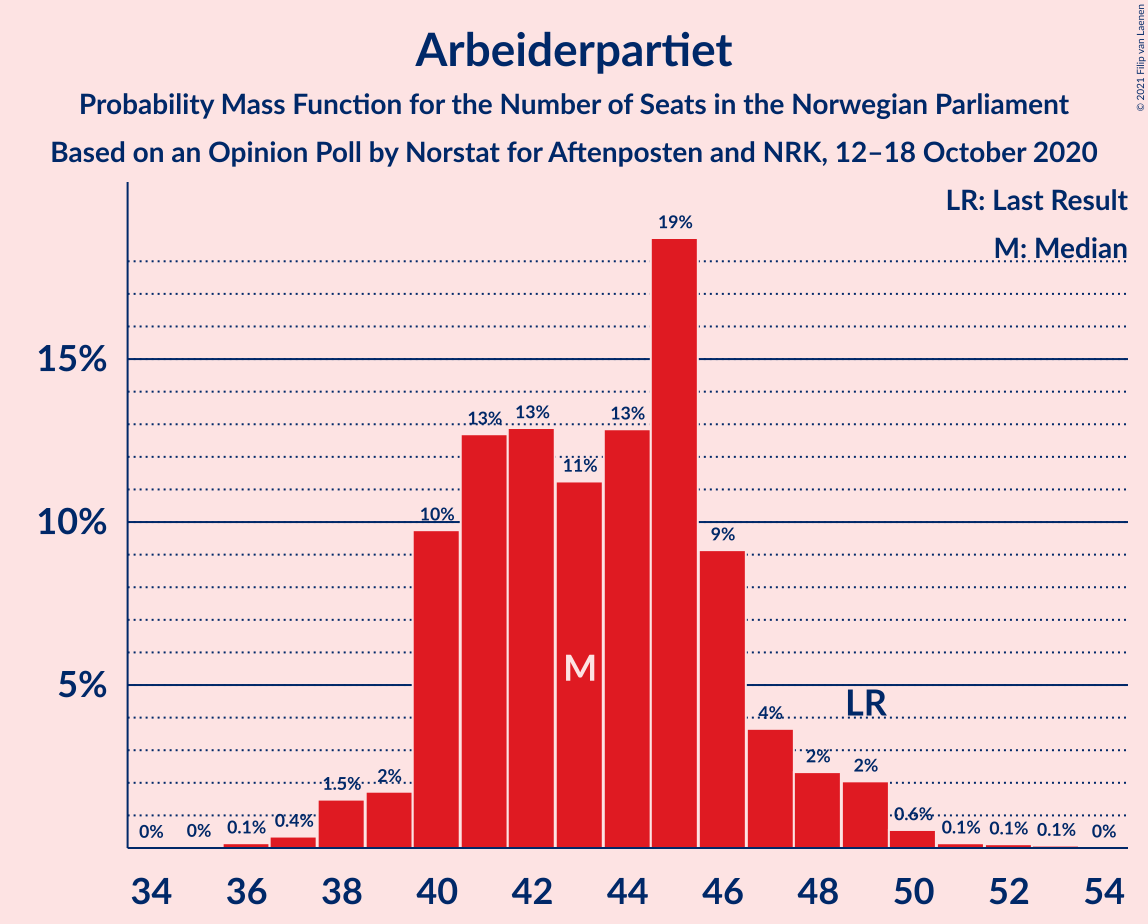 Arbeiderpartiet
Probability Mass Function for the Number of Seats in the Norwegian Parliament
Based on an Opinion Poll by Norstat for Aftenposten and NRK, 12–18 October 2020
© 2021 Filip van Laenen
LR: Last Result
M: Median
15%
10%
5%
0%
0%
0.1%
0.4%
1.5%
2%
10%
13%
13%
11%
13%
19%
9%
4%
2%
2%
0.6%
0.1%
0.1%
0.1%
0%
M
LR
34 36 38 40 42 44 46 48 50 52 54